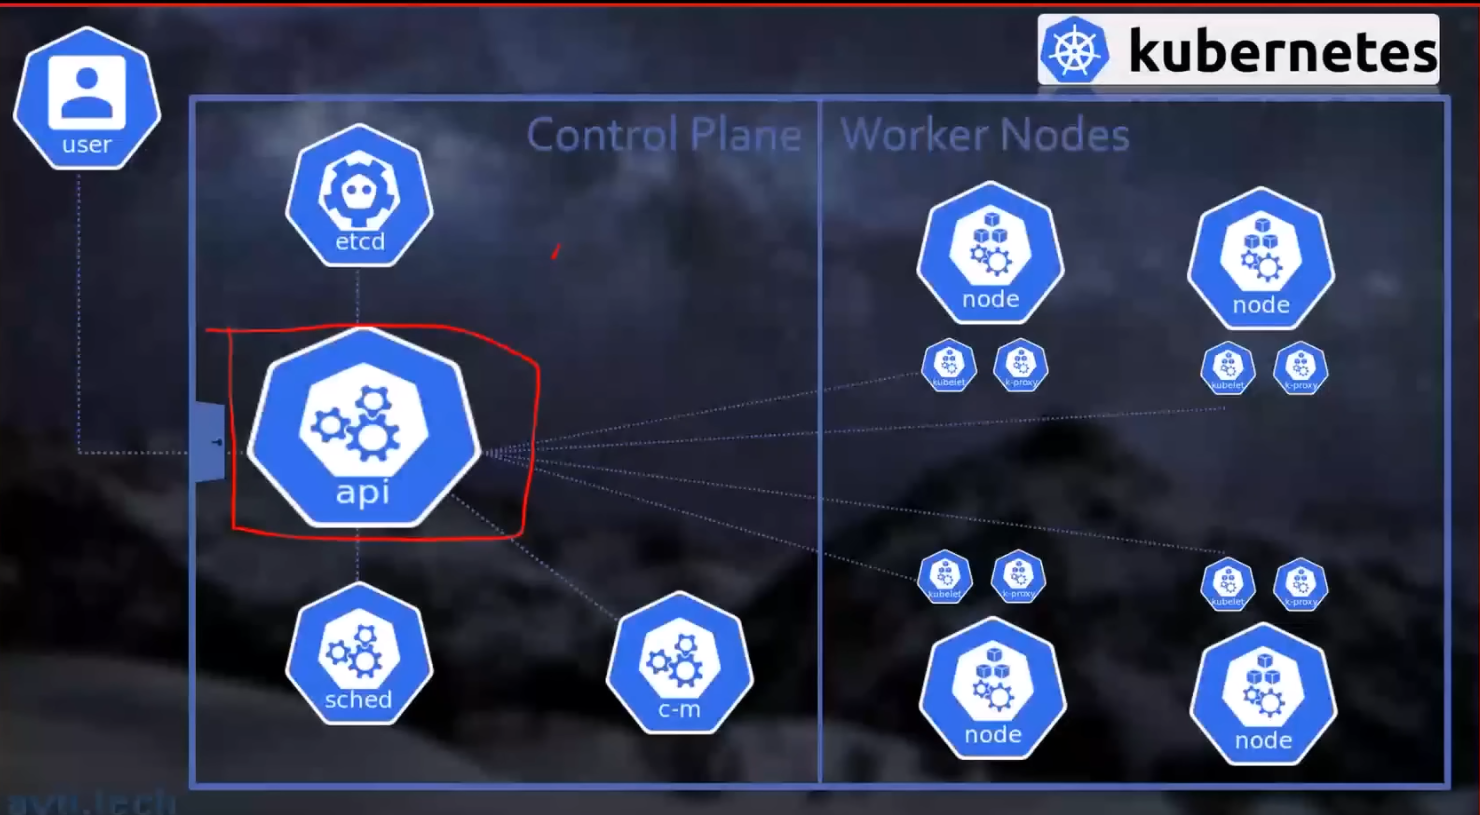 kubernetes
user
Control Plane
Worker Nodes
etcd
node
node
kubelet
k-proxy
kubelet
k-proxy
api
kubelet
k-proxy
kubelet
k-proxy
sched
c-m
node
node